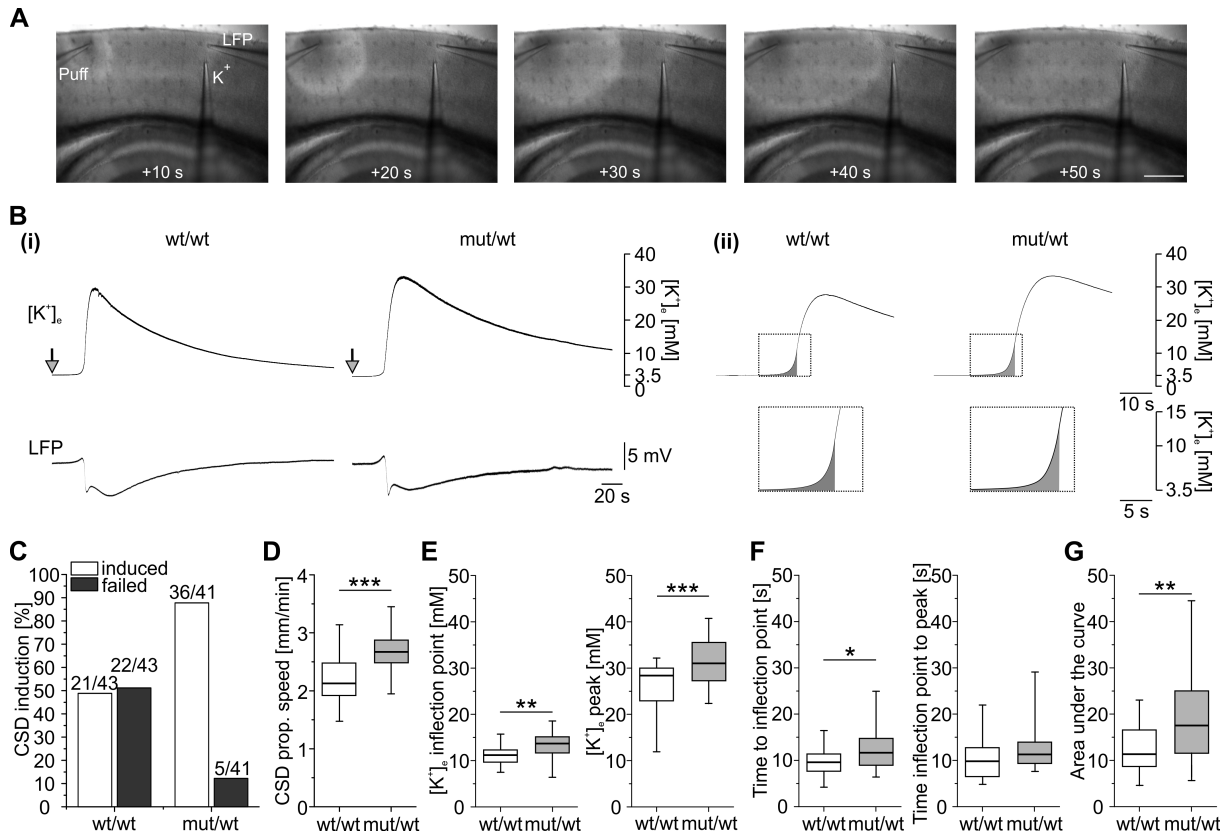 A
Puff
LFP
K+
+10 s
+20 s
+30 s
+40 s
+50 s
B
(i)
wt/wt
mut/wt
[K+]e
40
30
20
10
3.5
0
[K+]e [mM]
LFP
5 mV
20 s
(ii)
wt/wt
mut/wt
40
30
20
10
3.5
0
[K+]e [mM]
10 s
15
10
3.5
[K+]e [mM]
5 s
C
induced
failed
CSD induction [%]
100
90
80
70
60
50
40
30
20
10
0
21/43
22/43
36/41
5/41
wt/wt
mut/wt
D
CSD prop. speed [mm/min]
4
3
2
1
0
***
wt/wt mut/wt
E
[K+]e inflection point [mM]
50
40
30
20
10
0
**
wt/wt mut/wt
[K+]e peak [mM]
50
40
30
20
10
0
***
wt/wt mut/wt
F
Time to inflection point [s]
50
40
30
20
10
0
*
wt/wt mut/wt
Time inflection point to peak [s]
50
40
30
20
10
0
wt/wt mut/wt
G
Area under the curve
50
40
30
20
10
0
**
wt/wt mut/wt